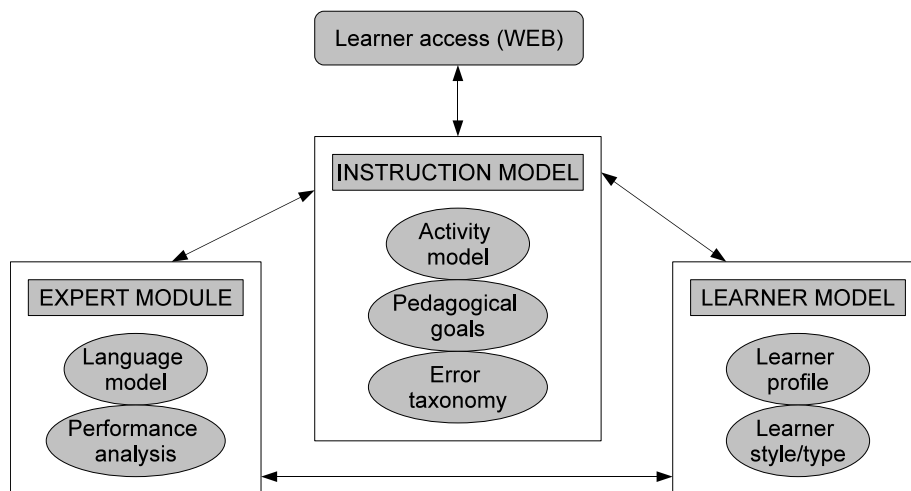 Learner access (WEB)
INSTRUCTION MODEL
Activity
model
Pedagogical
goals
Error
taxonomy
EXPERT MODULE
Language
model
Performance
analysis
LEARNER MODEL
Learner
profile
Learner
style/type